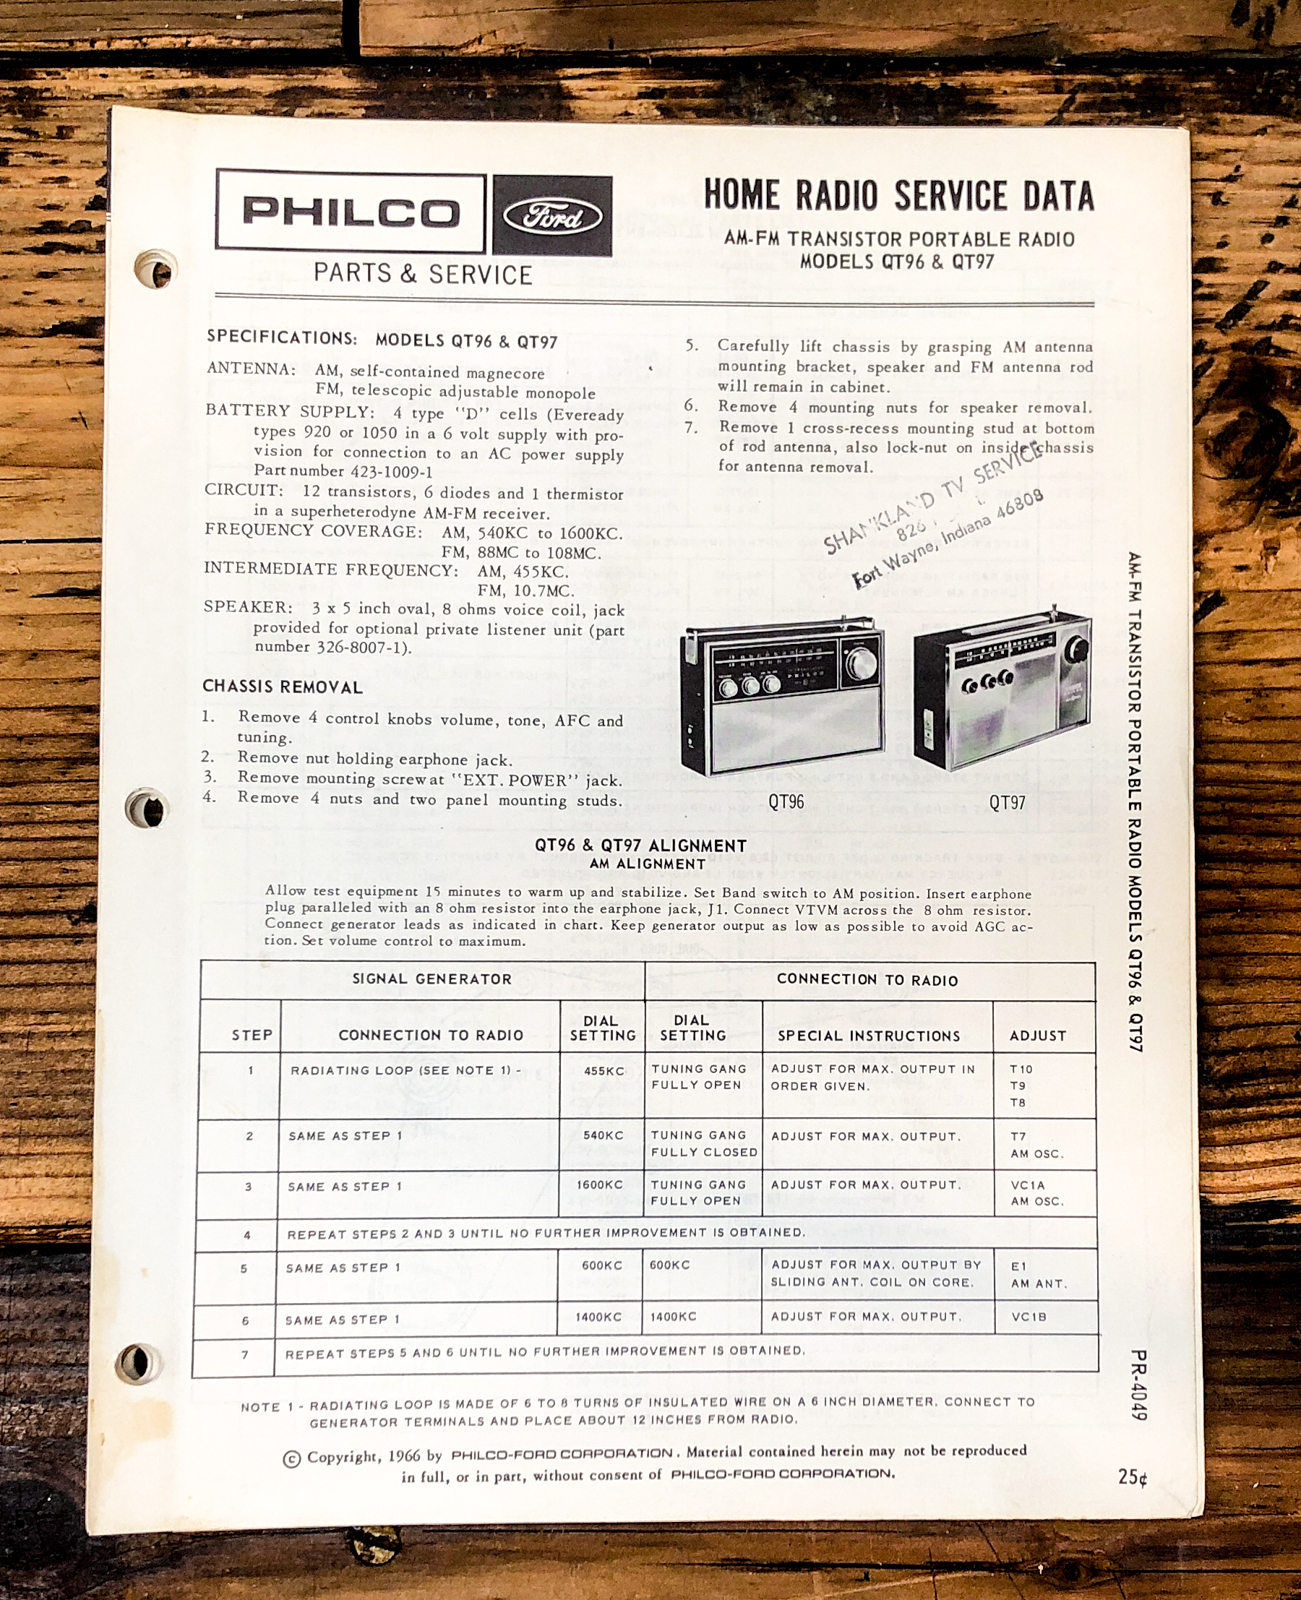 PHILCO
Ford
PARTS & SERVICE
HOME RADIO SERVICE DATA
AM-FM TRANSISTOR PORTABLE RADIO
MODELS QT96 & QT97
SPECIFICATIONS: MODELS QT96 & QT97
ANTENNA: AM, self-contained magnecore
FM, telescopic adjustable monopole
BATTERY SUPPLY: 4 type "D" cells (Eveready
types 920 or 1050 in a 6 volt supply with pro-
vision for connection to an AC power supply
Part number 423-1009-1
CIRCUIT: 12 transistors, 6 diodes and 1 thermistor
in a superheterodyne AM-FM receiver.
FREQUENCY COVERAGE: AM, 540KC to 1600KC.
FM, 88MC to 108MC.
INTERMEDIATE FREQUENCY: AM, 455KC.
FM, 10.7MC.
SPEAKER: 3 x 5 inch oval, 8 ohms voice coil, jack
provided for optional private listener unit (part
number 326-8007-1).
CHASSIS REMOVAL
1. Remove 4 control knobs volume, tone, AFC and
tuning.
2. Remove nut holding earphone jack.
3. Remove mounting screw at "EXT. POWER" jack.
4. Remove 4 nuts and two panel mounting studs.
5. Carefully lift chassis by grasping AM antenna
mounting bracket, speaker and FM antenna rod
will remain in cabinet.
6. Remove 4 mounting nuts for speaker removal.
7. Remove 1 cross-recess mounting stud at bottom
of rod antenna, also lock-nut on inside chassis
for antenna removal.
SHANKLAND TV SERVICE
826
Fort Wayne, Indiana 46808
PHILCO
QT96
QT97
QT96 & QT97 ALIGNMENT
AM ALIGNMENT
Allow test equipment 15 minutes to warm up and stabilize. Set Band switch to AM position. Insert earphone
plug paralleled with an 8 ohm resistor into the earphone jack, J1. Connect VTVM across the 8 ohm resistor.
Connect generator leads as indicated in chart. Keep generator output as low as possible to avoid AGC ac-
tion. Set volume control to maximum.
SIGNAL GENERATOR
CONNECTION TO RADIO
STEP
CONNECTION TO RADIO
DIAL
SETTING
DIAL
SETTING
SPECIAL INSTRUCTIONS
ADJUST
1
RADIATING LOOP (SEE NOTE 1) -
455KC
TUNING GANG
FULLY OPEN
ADJUST FOR MAX. OUTPUT IN
ORDER GIVEN.
T10
T9
T8
2
SAME AS STEP 1
540KC
TUNING GANG
FULLY CLOSED
ADJUST FOR MAX. OUTPUT.
T7
AM OSC.
3
SAME AS STEP 1
1600KC
TUNING GANG
FULLY OPEN
ADJUST FOR MAX. OUTPUT.
VC1A
AM OSC.
4
REPEAT STEPS 2 AND 3 UNTIL NO FURTHER IMPROVEMENT IS OBTAINED.
5
SAME AS STEP 1
600KC
600KC
ADJUST FOR MAX. OUTPUT BY
SLIDING ANT. COIL ON CORE.
E1
AM ANT.
6
SAME AS STEP 1
1400KC
1400KC
ADJUST FOR MAX. OUTPUT.
VC1B
7
REPEAT STEPS 5 AND 6 UNTIL NO FURTHER IMPROVEMENT IS OBTAINED.
NOTE 1 - RADIATING LOOP IS MADE OF 6 TO 8 TURNS OF INSULATED WIRE ON A 6 INCH DIAMETER. CONNECT TO
GENERATOR TERMINALS AND PLACE ABOUT 12 INCHES FROM RADIO.
© Copyright, 1966 by PHILCO-FORD CORPORATION. Material contained herein may not be reproduced
in full, or in part, without consent of PHILCO-FORD CORPORATION.
AM-FM TRANSISTOR PORTABLE RADIO MODELS QT96 & QT97
PR-4049
25¢